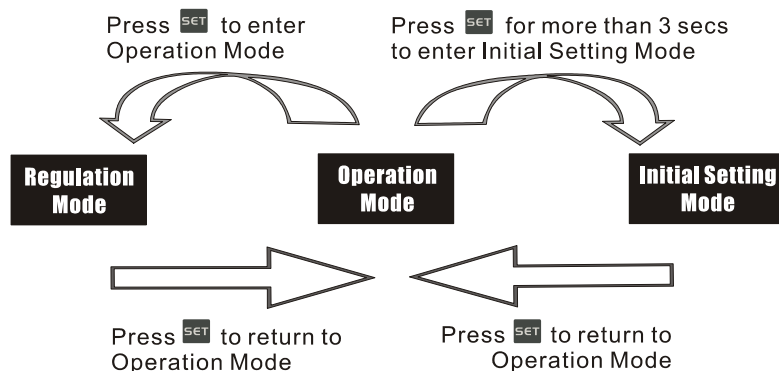 Press SET to enter
Operation Mode
Press SET for more than 3 secs
to enter Initial Setting Mode
Regulation
Mode
Operation
Mode
Initial Setting
Mode
Press SET to return to
Operation Mode
Press SET to return to
Operation Mode